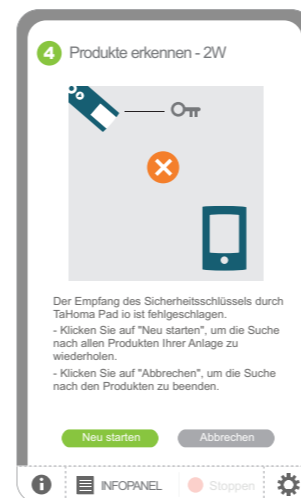 4 Produkte erkennen - 2W
Der Empfang des Sicherheitsschlüssels durch
TaHoma Pad io ist fehlgeschlagen.
- Klicken Sie auf "Neu starten", um die Suche
nach allen Produkten Ihrer Anlage zu
wiederholen.
- Klicken Sie auf "Abbrechen", um die Suche
nach den Produkten zu beenden.
Neu starten Abbrechen
INFOPANEL Stoppen